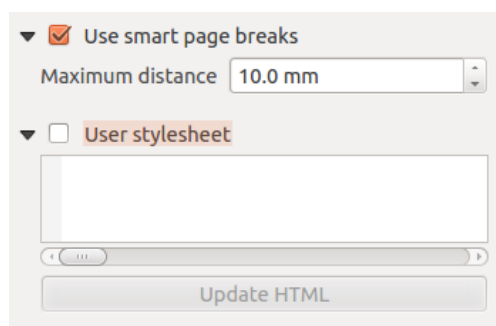 Use smart page breaks
Maximum distance 10.0 mm
User stylesheet
Update HTML